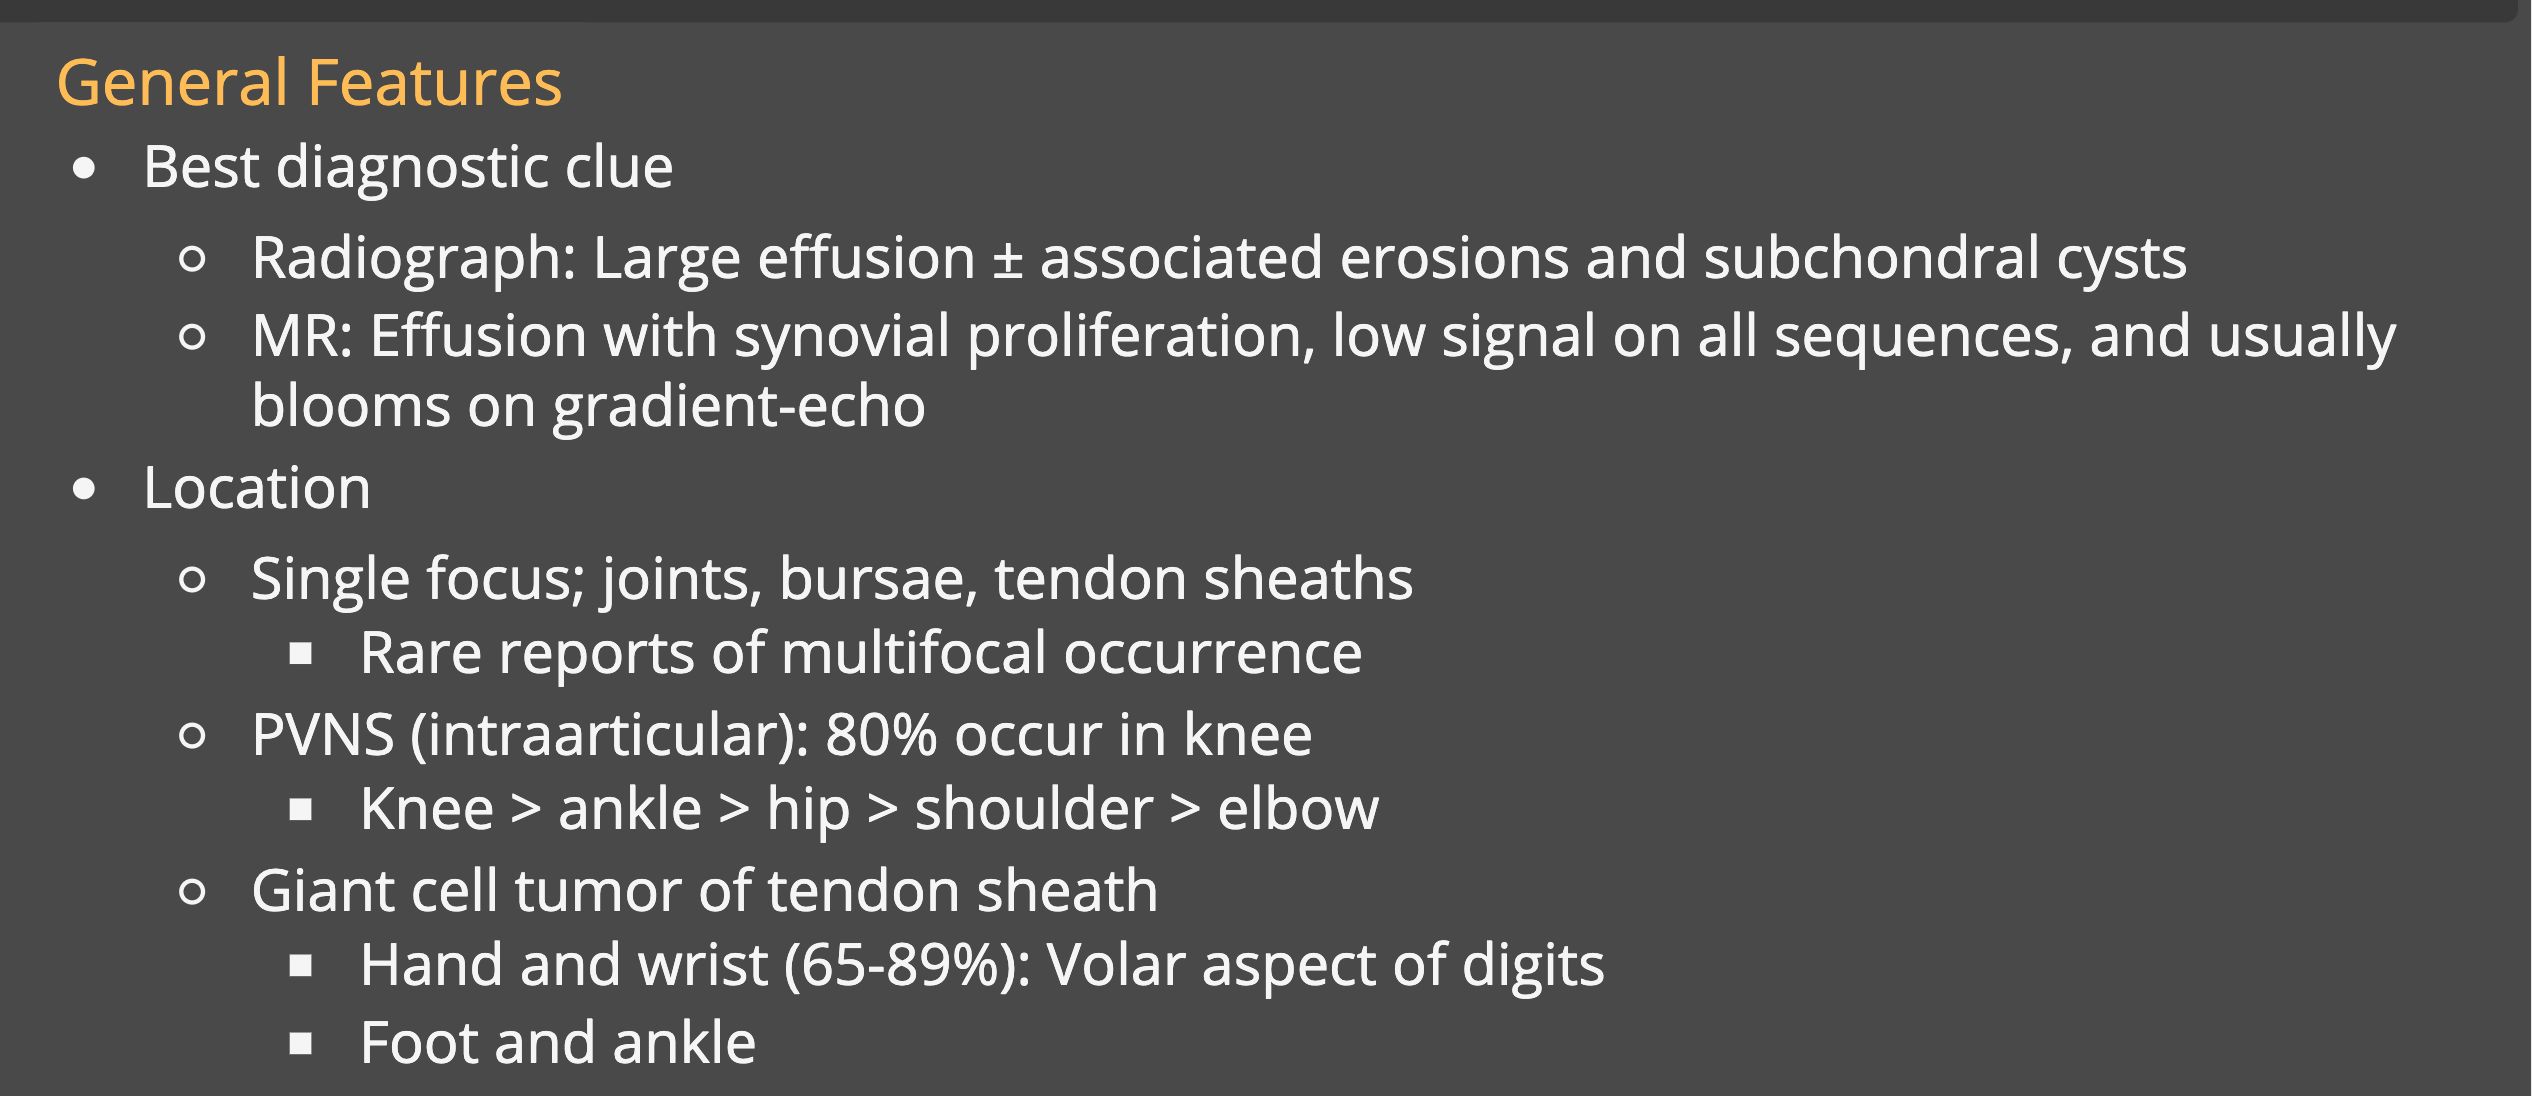 General Features
• Best diagnostic clue
○ Radiograph: Large effusion ± associated erosions and subchondral cysts
○ MR: Effusion with synovial proliferation, low signal on all sequences, and usually
blooms on gradient-echo
• Location
○ Single focus; joints, bursae, tendon sheaths
■ Rare reports of multifocal occurrence
○ PVNS (intraarticular): 80% occur in knee
■ Knee > ankle > hip > shoulder > elbow
○ Giant cell tumor of tendon sheath
■ Hand and wrist (65-89%): Volar aspect of digits
■ Foot and ankle